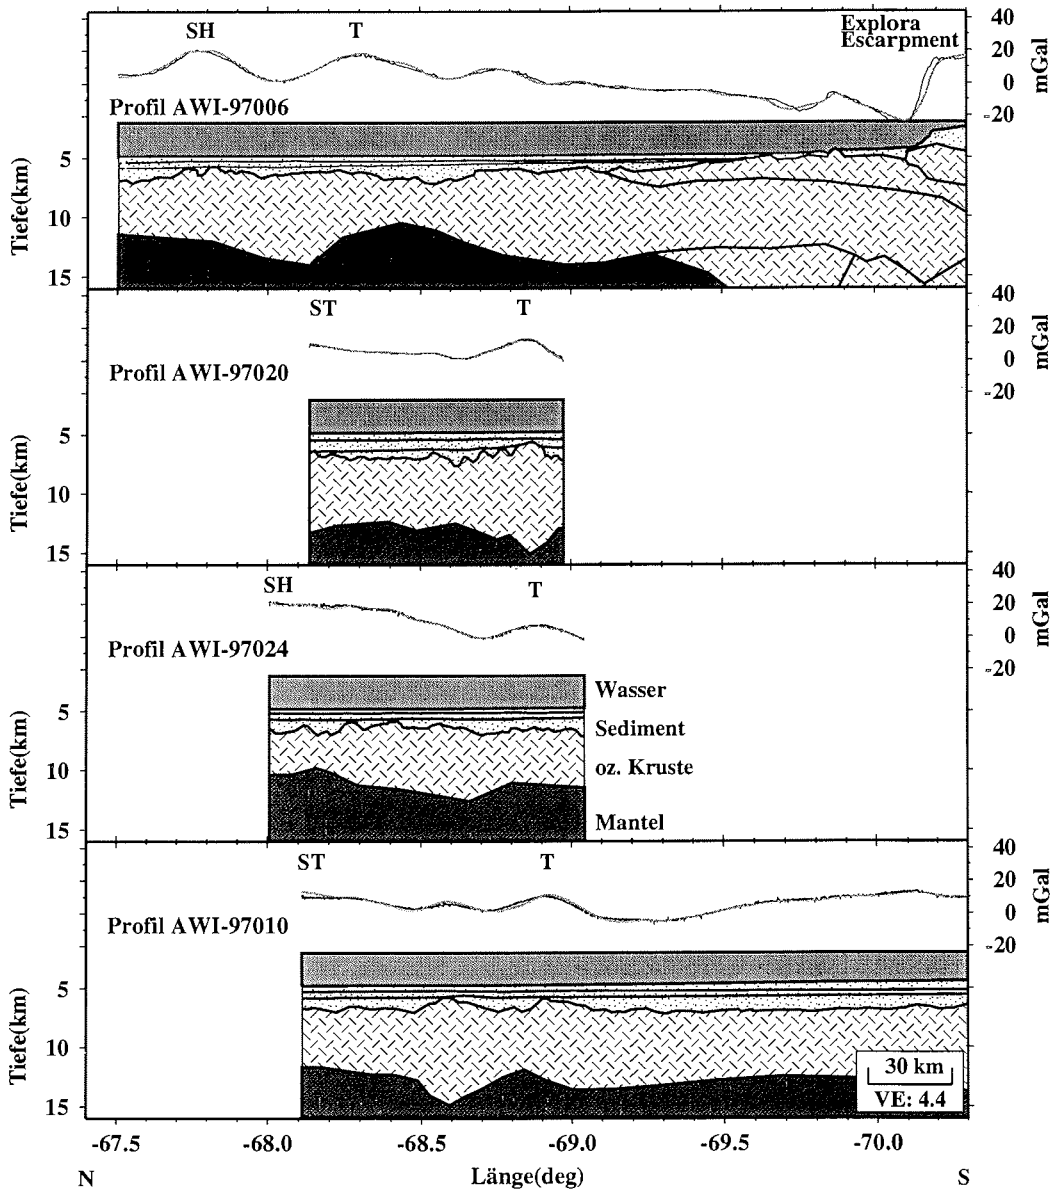 SH T Explora
Escarpment
40
20
0
-20
mGal
Profil AWI-97006
5
10
15
Tiefe(km)
ST T
40
20
0
-20
mGal
Profil AWI-97020
5
10
15
Tiefe(km)
SH T
40
20
0
-20
mGal
Profil AWI-97024
5
10
15
Tiefe(km)
Wasser
Sediment
oz. Kruste
Mantel
ST T
40
20
0
-20
mGal
Profil AWI-97010
5
10
15
Tiefe(km)
30 km
VE: 4.4
-67.5 -68.0 -68.5 -69.0 -69.5 -70.0
N Länge(deg) S